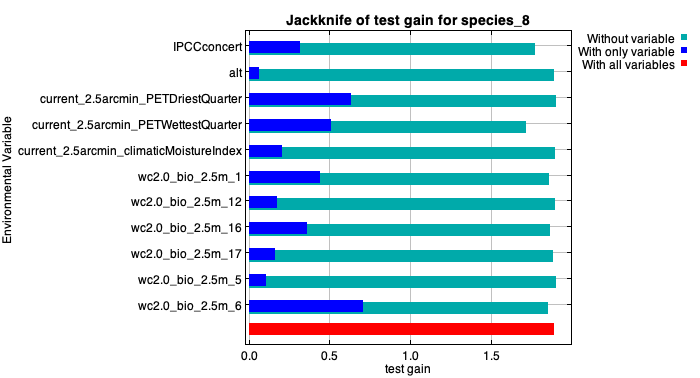 Jackknife of test gain for species_8
Without variable
With only variable
With all variables
Environmental Variable
IPCCconcert
alt
current_2.5arcmin_PETDriestQuarter
current_2.5arcmin_PETWettestQuarter
current_2.5arcmin_climaticMoistureIndex
wc2.0_bio_2.5m_1
wc2.0_bio_2.5m_12
wc2.0_bio_2.5m_16
wc2.0_bio_2.5m_17
wc2.0_bio_2.5m_5
wc2.0_bio_2.5m_6
0.0 0.5 1.0 1.5
test gain